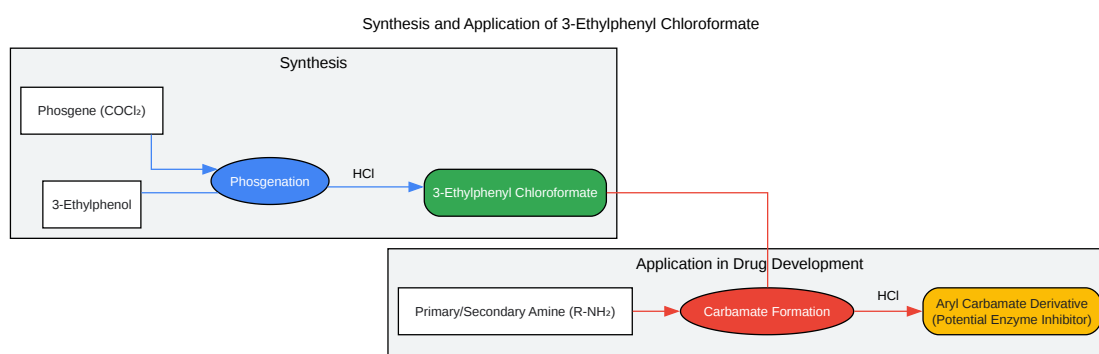 Synthesis and Application of 3-Ethylphenyl Chloroformate
Synthesis
Phosgene (COCl₂)
Phosgenation
HCl
3-Ethylphenyl Chloroformate
3-Ethylphenol
Application in Drug Development
Primary/Secondary Amine (R-NH₂)
Carbamate Formation
HCl
Aryl Carbamate Derivative
(Potential Enzyme Inhibitor)